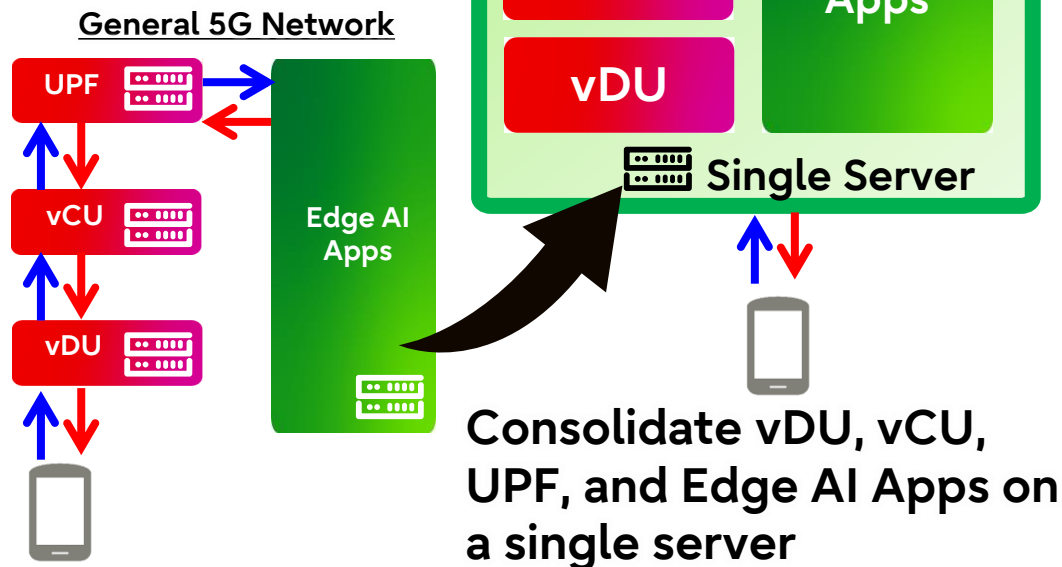 General 5G Network
UPF
vCU
vDU
Edge AI
Apps
Apps
vDU
Single Server
Consolidate vDU, vCU,
UPF, and Edge AI Apps on
a single server